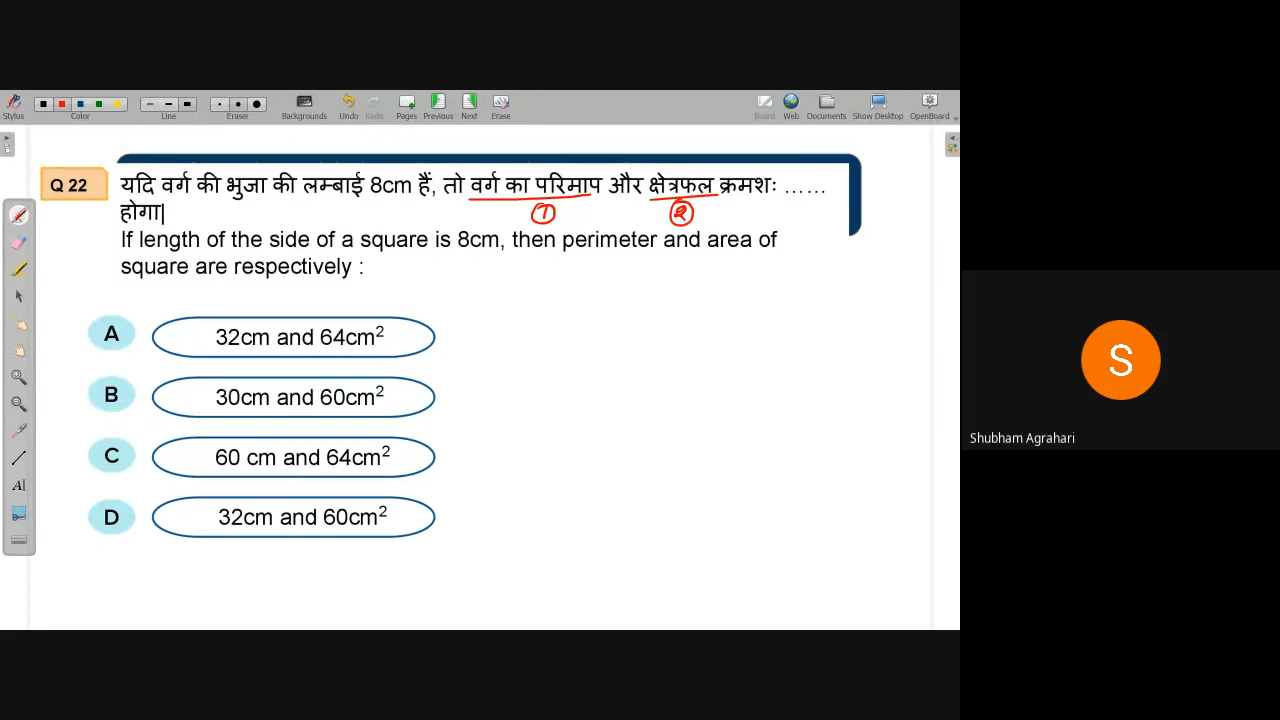 Stylus Color Line Eraser Backgrounds Undo Redo Pages Previous Next Erase Board Web Documents Show Desktop OpenBoard
Q 22
यदि वर्ग की भुजा की लम्बाई 8cm हैं, तो वर्ग का परिमाप और क्षेत्रफल क्रमशः ……
होगा|
① ②
If length of the side of a square is 8cm, then perimeter and area of
square are respectively :
A 32cm and 64cm²
B 30cm and 60cm²
C 60 cm and 64cm²
D 32cm and 60cm²
S
Shubham Agrahari